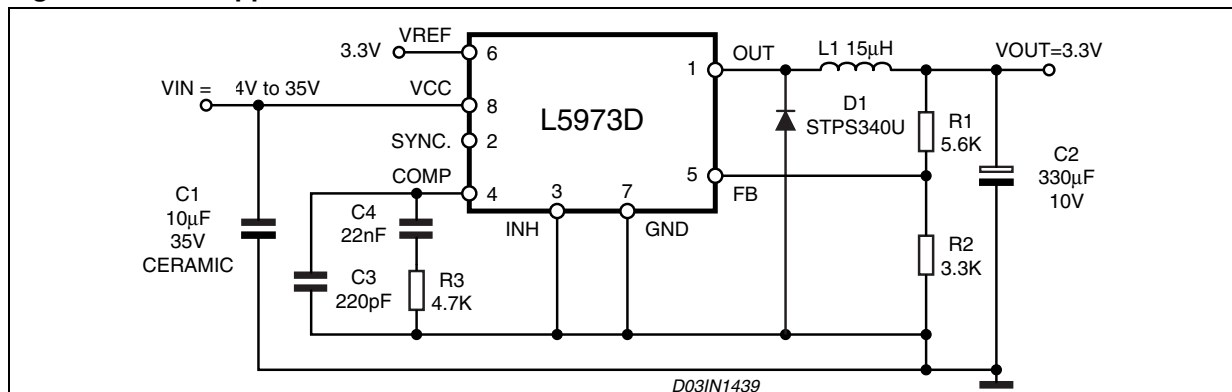 VREF
3.3V
6
VIN =
4V to 35V
VCC
8
SYNC.
2
COMP
4
L5973D
1
OUT
L1 15µH
VOUT=3.3V
D1
STPS340U
R1
5.6K
5
FB
C2
330µF
10V
C1
10µF
35V
CERAMIC
C4
22nF
C3
220pF
R3
4.7K
3
INH
7
GND
R2
3.3K
D03IN1439